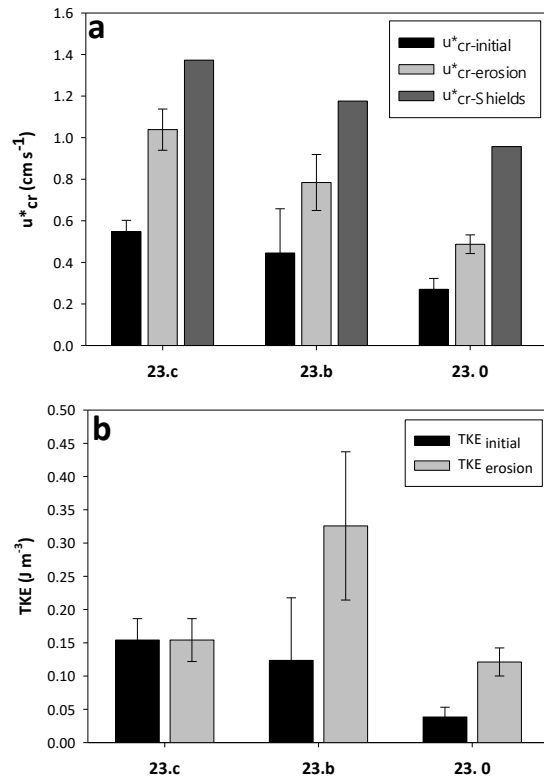 a
1.6
1.4
1.2
1.0
0.8
0.6
0.4
0.2
0.0
u*cr (cm s-1)
u*cr-initial
u*cr-erosion
u*cr-Shields
23.c 23.b 23. 0
b
0.50
0.45
0.40
0.35
0.30
0.25
0.20
0.15
0.10
0.05
0.00
TKE (J m-3)
TKE initial
TKE erosion
23.c 23.b 23. 0